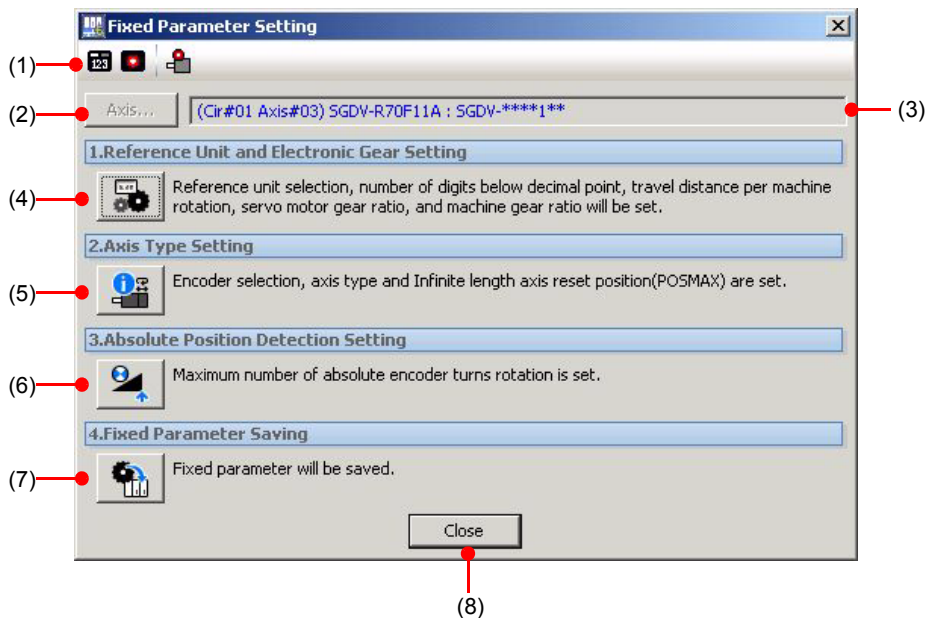 Fixed Parameter Setting
123
(1)
(2)
Axis...
(Cir#01 Axis#03) SGDV-R70F11A : SGDV-****1**
(3)
1.Reference Unit and Electronic Gear Setting
(4)
Reference unit selection, number of digits below decimal point, travel distance per machine
rotation, servo motor gear ratio, and machine gear ratio will be set.
2.Axis Type Setting
(5)
Encoder selection, axis type and Infinite length axis reset position(POSMAX) are set.
3.Absolute Position Detection Setting
(6)
Maximum number of absolute encoder turns rotation is set.
4.Fixed Parameter Saving
(7)
Fixed parameter will be saved.
Close
(8)